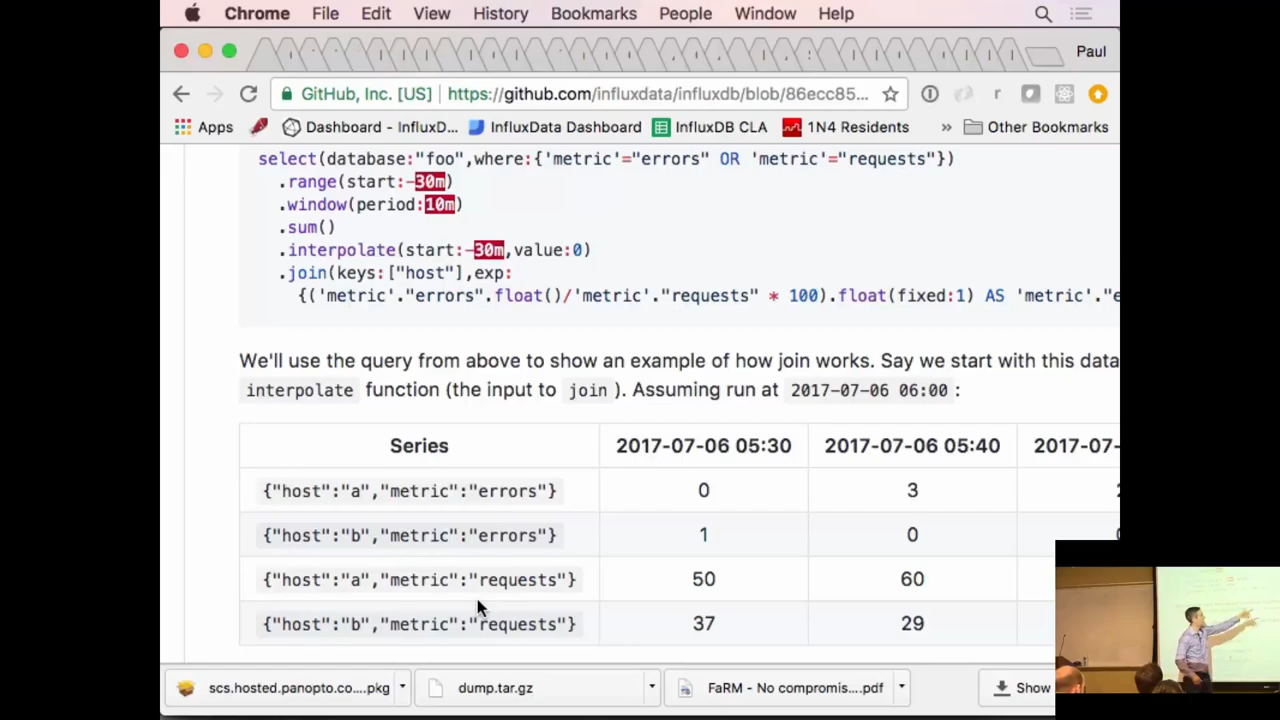 Chrome File Edit View History Bookmarks People Window Help
Paul
GitHub, Inc. [US] https://github.com/influxdata/influxdb/blob/86ecc85...
Apps Dashboard - InfluxD... InfluxData Dashboard InfluxDB CLA 1N4 Residents » Other Bookmarks
select(database:"foo",where:{'metric'="errors" OR 'metric'="requests"})
.range(start:-30m)
.window(period:10m)
.sum()
.interpolate(start:-30m,value:0)
.join(keys:["host"],exp:
{('metric'."errors".float()/'metric'."requests" * 100).float(fixed:1) AS 'metric'."e
We'll use the query from above to show an example of how join works. Say we start with this data
interpolate function (the input to join ). Assuming run at 2017-07-06 06:00 :
Series 2017-07-06 05:30 2017-07-06 05:40 2017-07
{"host":"a","metric":"errors"} 0 3
{"host":"b","metric":"errors"} 1 0
{"host":"a","metric":"requests"} 50 60
{"host":"b","metric":"requests"} 37 29
scs.hosted.panopto.co....pkg dump.tar.gz FaRM - No compromis....pdf Show